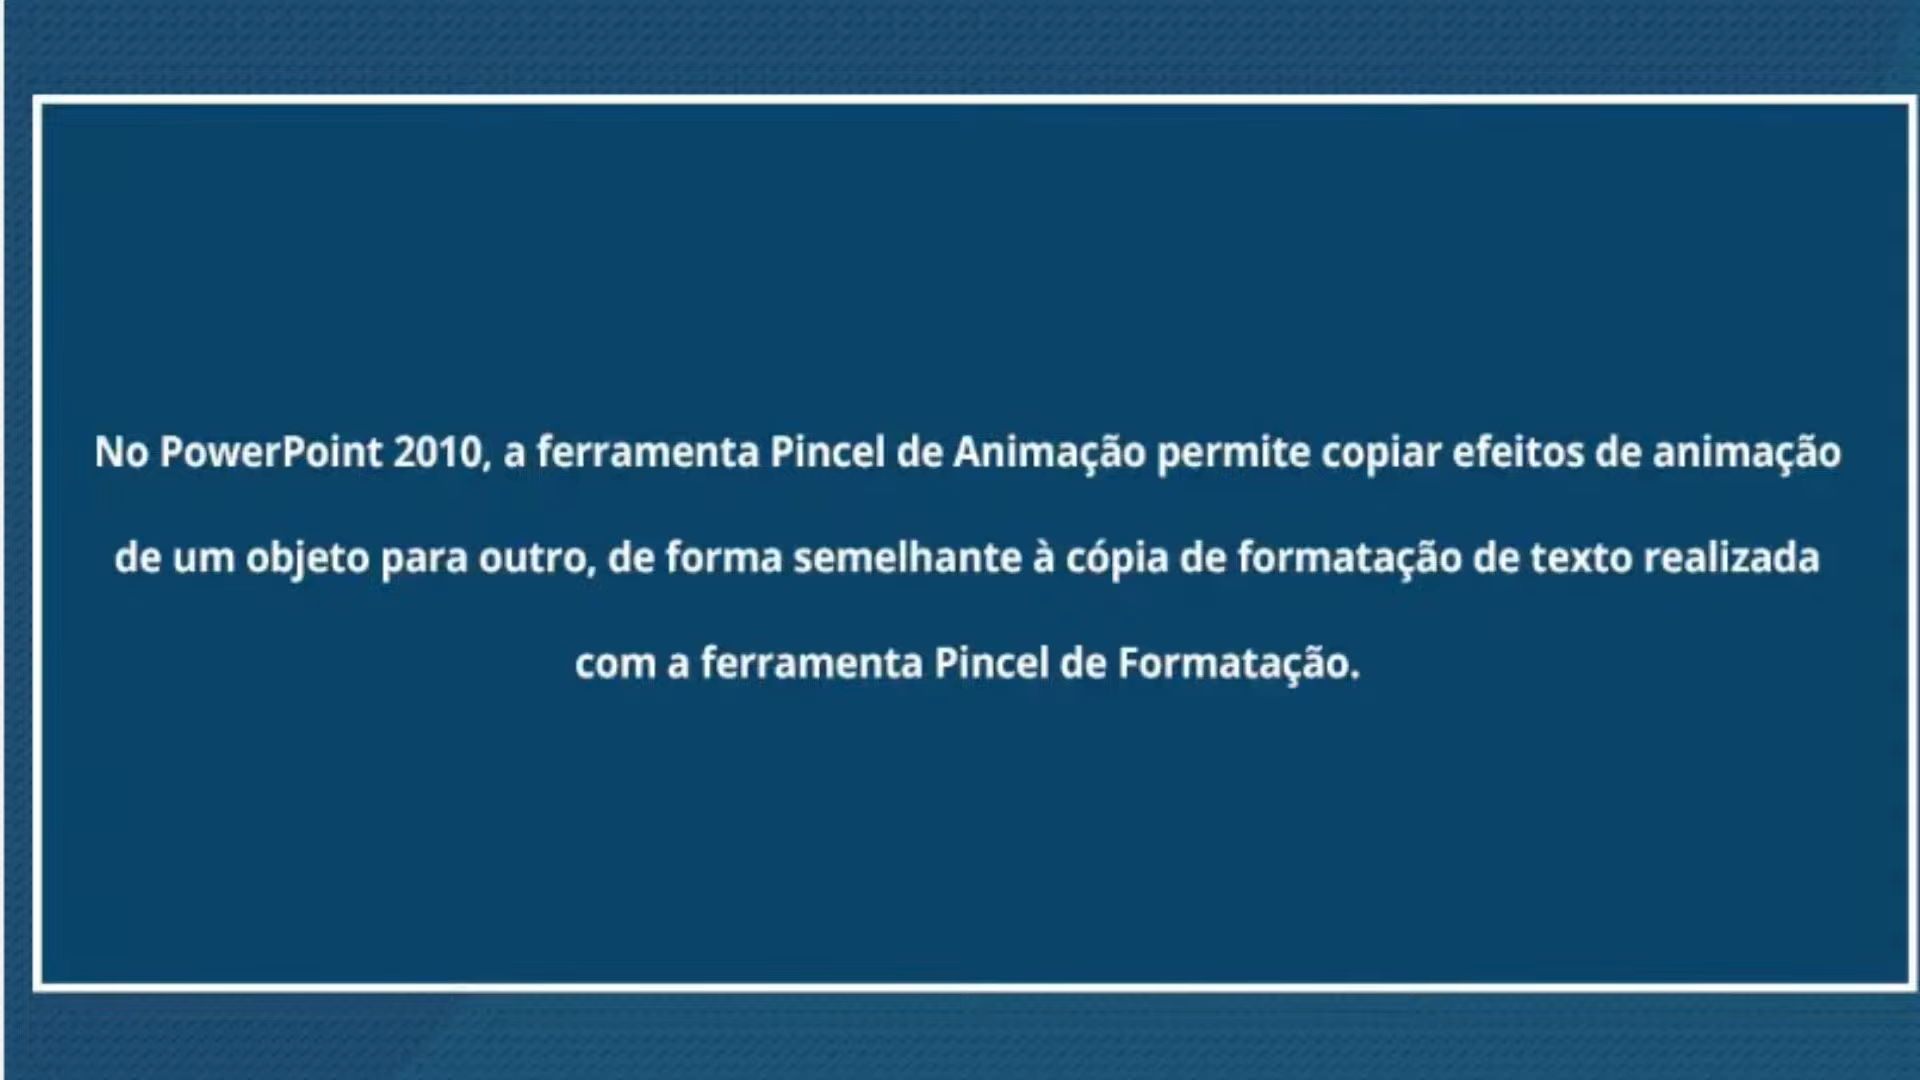 No PowerPoint 2010, a ferramenta Pincel de Animação permite copiar efeitos de animação
de um objeto para outro, de forma semelhante à cópia de formatação de texto realizada
com a ferramenta Pincel de Formatação.